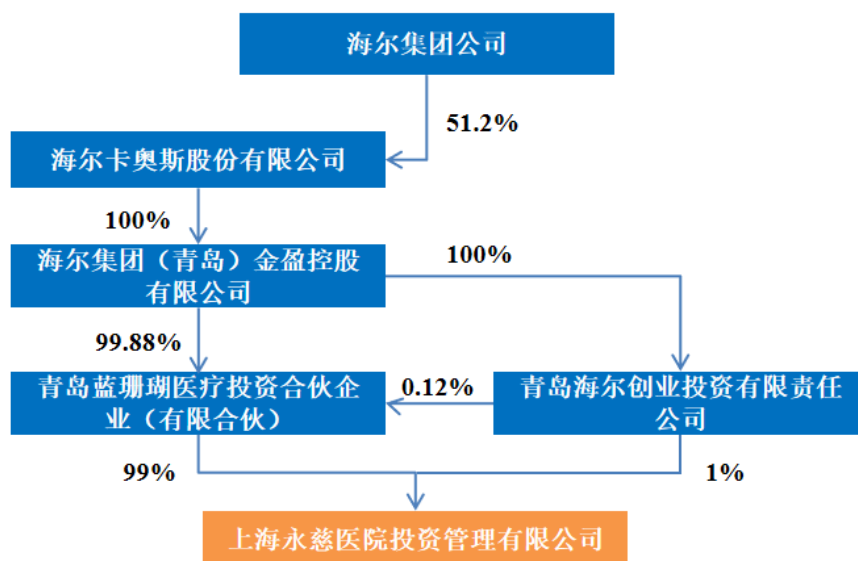 海尔集团公司
51.2%
海尔卡奥斯股份有限公司
100%
海尔集团（青岛）金盈控股
有限公司
100%
99.88%
青岛蓝珊瑚医疗投资合伙企
业（有限合伙）
0.12%
青岛海尔创业投资有限责任
公司
99%
1%
上海永慈医院投资管理有限公司